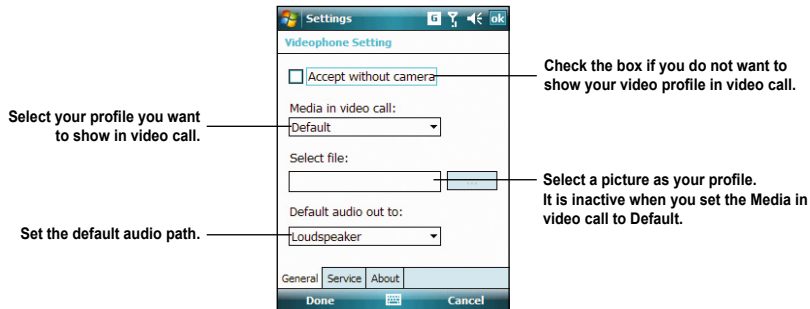 Settings
G
ok
Videophone Setting
Accept without camera
Check the box if you do not want to
show your video profile in video call.
Media in video call:
Default
Select your profile you want
to show in video call.
Select file:
...
Select a picture as your profile.
It is inactive when you set the Media in
video call to Default.
Default audio out to:
Loudspeaker
Set the default audio path.
General Service About
Done Cancel